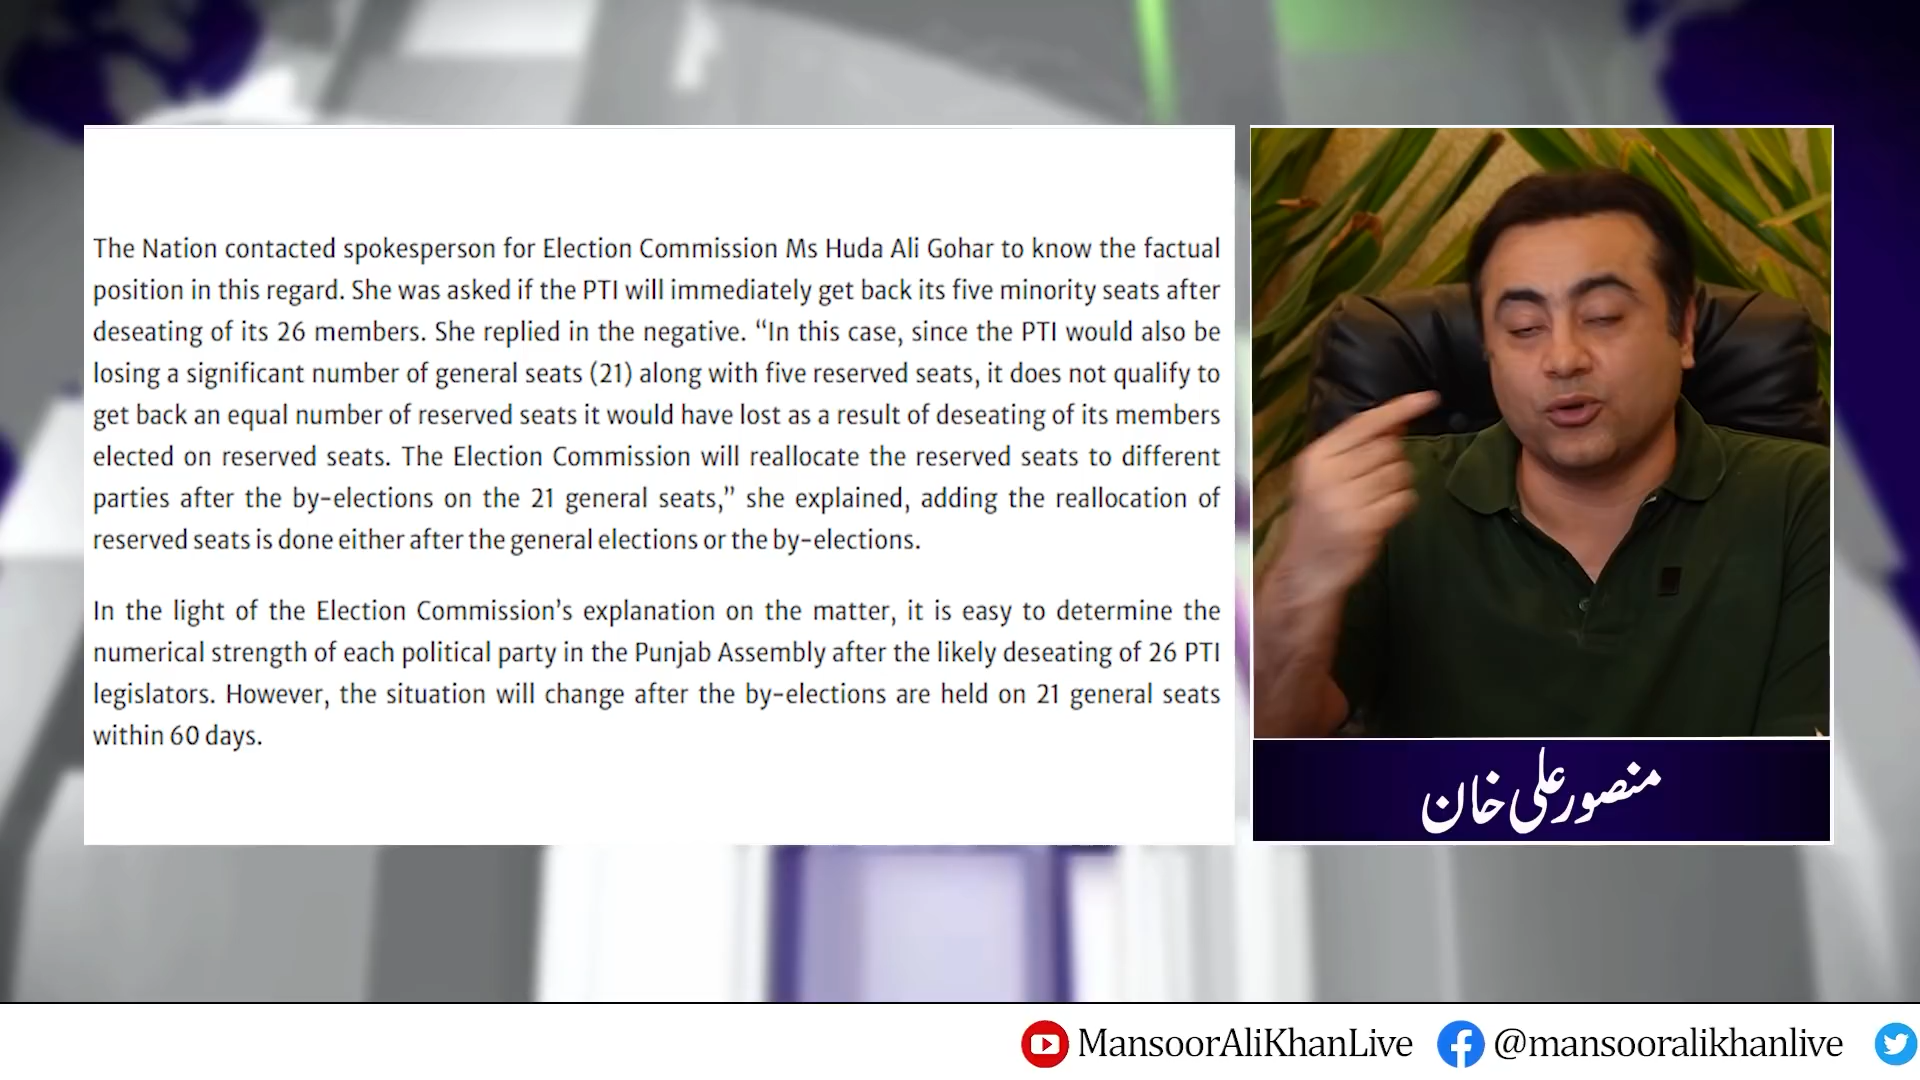 The Nation contacted spokesperson for Election Commission Ms Huda Ali Gohar to know the factual
position in this regard. She was asked if the PTI will immediately get back its five minority seats after
deseating of its 26 members. She replied in the negative. “In this case, since the PTI would also be
losing a significant number of general seats (21) along with five reserved seats, it does not qualify to
get back an equal number of reserved seats it would have lost as a result of deseating of its members
elected on reserved seats. The Election Commission will reallocate the reserved seats to different
parties after the by-elections on the 21 general seats,” she explained, adding the reallocation of
reserved seats is done either after the general elections or the by-elections.
In the light of the Election Commission’s explanation on the matter, it is easy to determine the
numerical strength of each political party in the Punjab Assembly after the likely deseating of 26 PTI
legislators. However, the situation will change after the by-elections are held on 21 general seats
within 60 days.
منصور علی خان
MansoorAliKhanLive @mansooralikhanlive